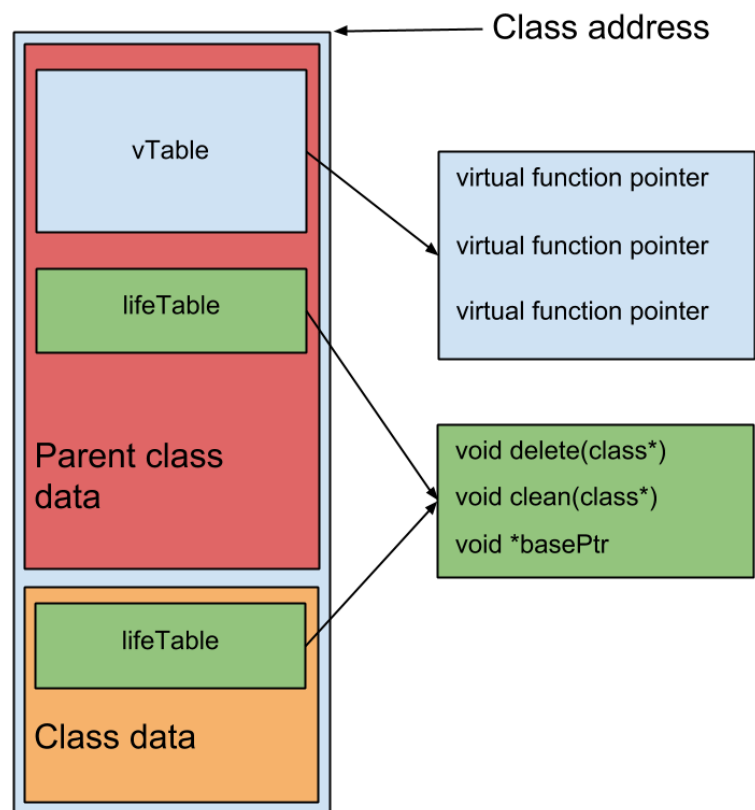 Class address
vTable
virtual function pointer
virtual function pointer
virtual function pointer
lifeTable
Parent class
data
void delete(class*)
void clean(class*)
void *basePtr
lifeTable
Class data